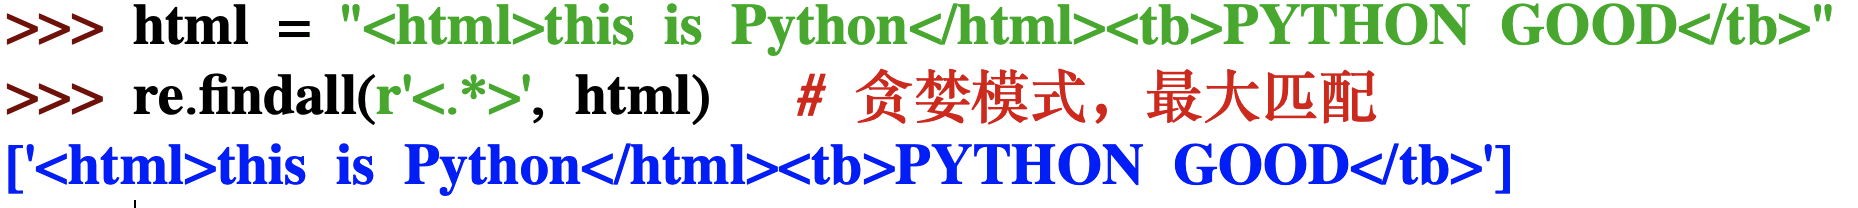 >>> html = "<html>this is Python</html><tb>PYTHON GOOD</tb>"
>>> re.findall(r'<.*>', html) # 贪婪模式，最大匹配
['<html>this is Python</html><tb>PYTHON GOOD</tb>']